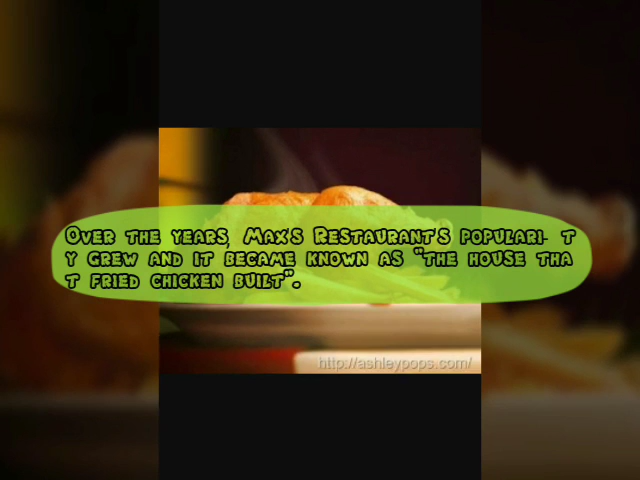 Over the years, Max's Restaurant's populari- t
y grew and it became known as "the house tha
t fried chicken built".
http://ashleypops.com/